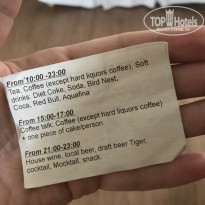 TOP Hotels
From 10:00 -23:00
Tea, Coffee (except hard liquors coffee), Soft
drinks: Diet Coke, Soda, Bird Nest,
Coca, Red Bull, Aquafina
From 15:00-17:00
Coffee talk: Coffee (except hard liquors coffee)
+ one piece of cake/person.
From 21:00-23:00
House wine, local beer, draft beer Tiger,
cocktail, Mocktail, snack.